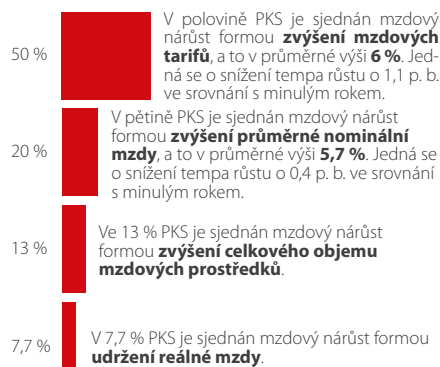 50 %
V polovině PKS je sjednán mzdový
nárůst formou zvýšení mzdových
tarifů, a to v průměrné výši 6 %. Jed-
ná se o snížení tempa růstu o 1,1 p. b.
ve srovnání s minulým rokem.
20 %
V pětině PKS je sjednán mzdový nárůst
formou zvýšení průměrné nominální
mzdy, a to v průměrné výši 5,7 %. Jedná se
o snížení tempa růstu o 0,4 p. b. ve srovnání
s minulým rokem.
13 %
Ve 13 % PKS je sjednán mzdový nárůst
formou zvýšení celkového objemu
mzdových prostředků.
7,7 %
V 7,7 % PKS je sjednán mzdový nárůst formou
udržení reálné mzdy.